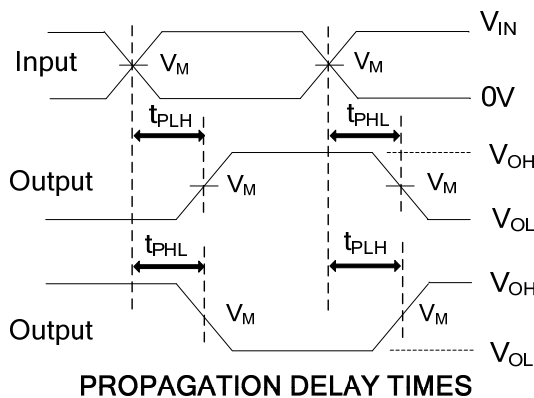 V_IN
Input V_M V_M
0V
t_PLH t_PHL
V_OH
Output V_M V_M
V_OL
t_PHL t_PLH
V_OH
V_M V_M
Output
V_OL
PROPAGATION DELAY TIMES